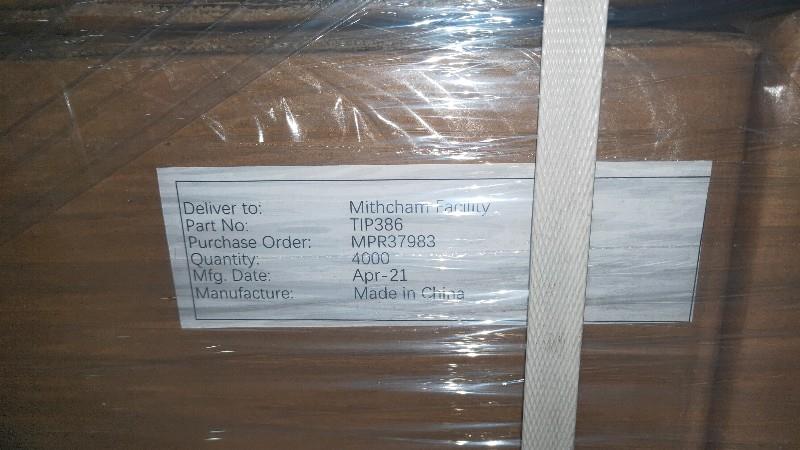 Deliver to: Mithcham Facility
Part No: TIP386
Purchase Order: MPR37983
Quantity: 4000
Mfg. Date: Apr-21
Manufacture: Made in China